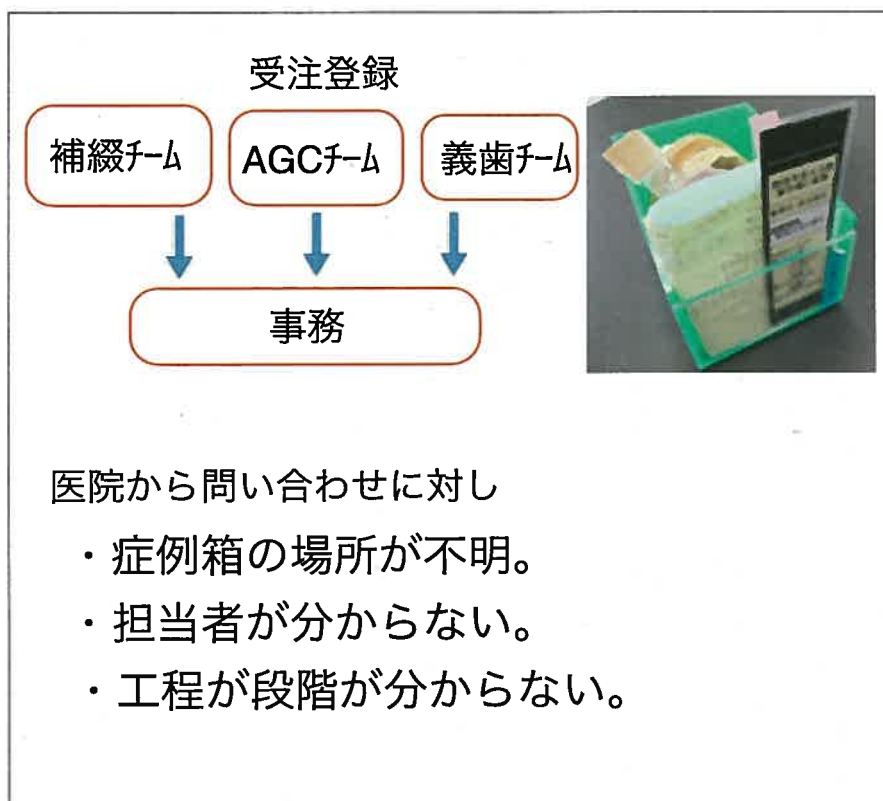 受注登録
補綴ﾁｰﾑ
AGCﾁｰﾑ
義歯ﾁｰﾑ
事務
医院から問い合わせに対し
・症例箱の場所が不明。
・担当者が分からない。
・工程が段階が分からない。